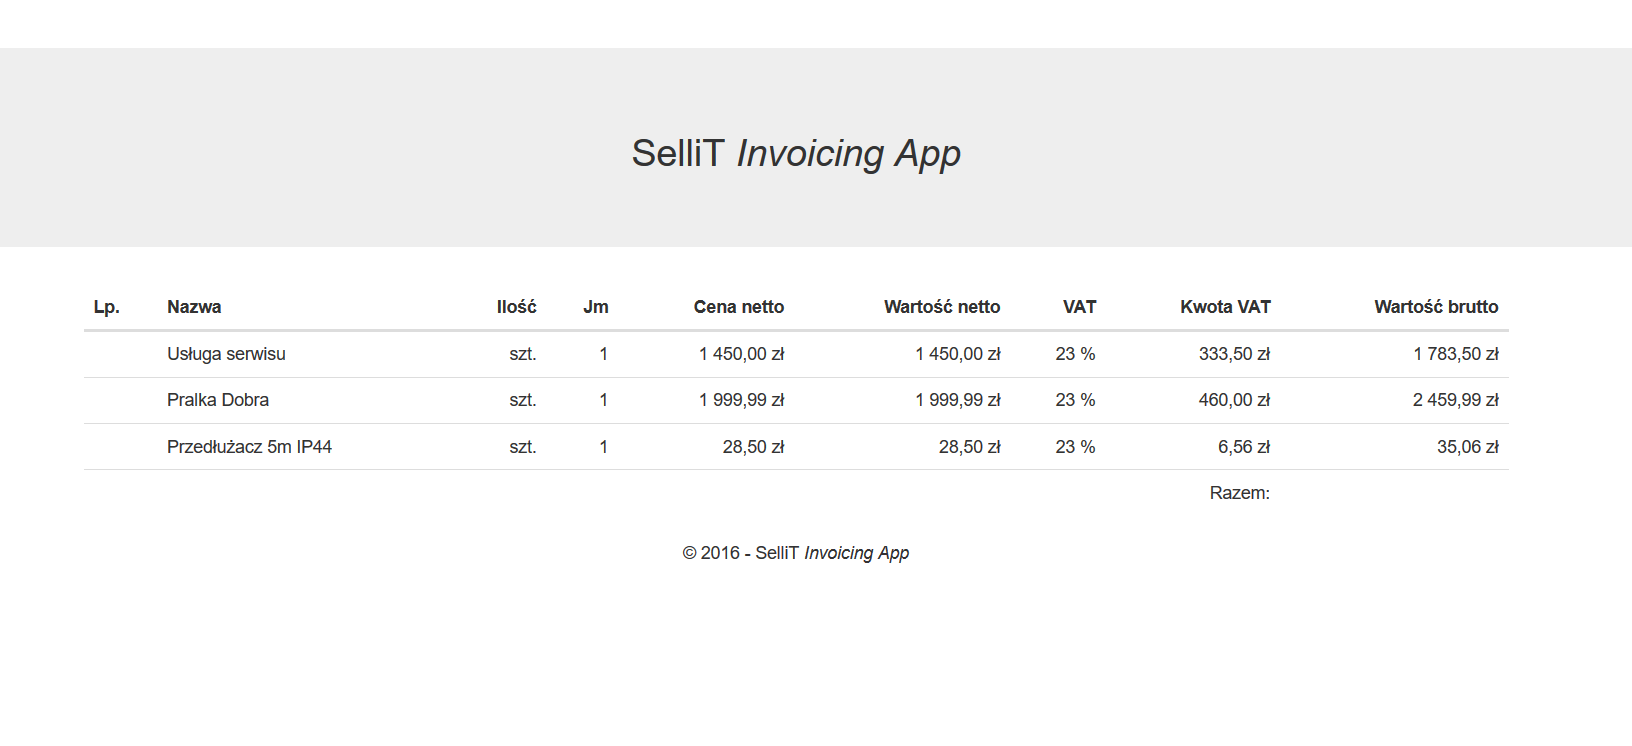 SelliT Invoicing App
Lp. Nazwa Ilość Jm Cena netto Wartość netto VAT Kwota VAT Wartość brutto
Usługa serwisu szt. 1 1 450,00 zł 1 450,00 zł 23 % 333,50 zł 1 783,50 zł
Pralka Dobra szt. 1 1 999,99 zł 1 999,99 zł 23 % 460,00 zł 2 459,99 zł
Przedłużacz 5m IP44 szt. 1 28,50 zł 28,50 zł 23 % 6,56 zł 35,06 zł
Razem:
© 2016 - SelliT Invoicing App